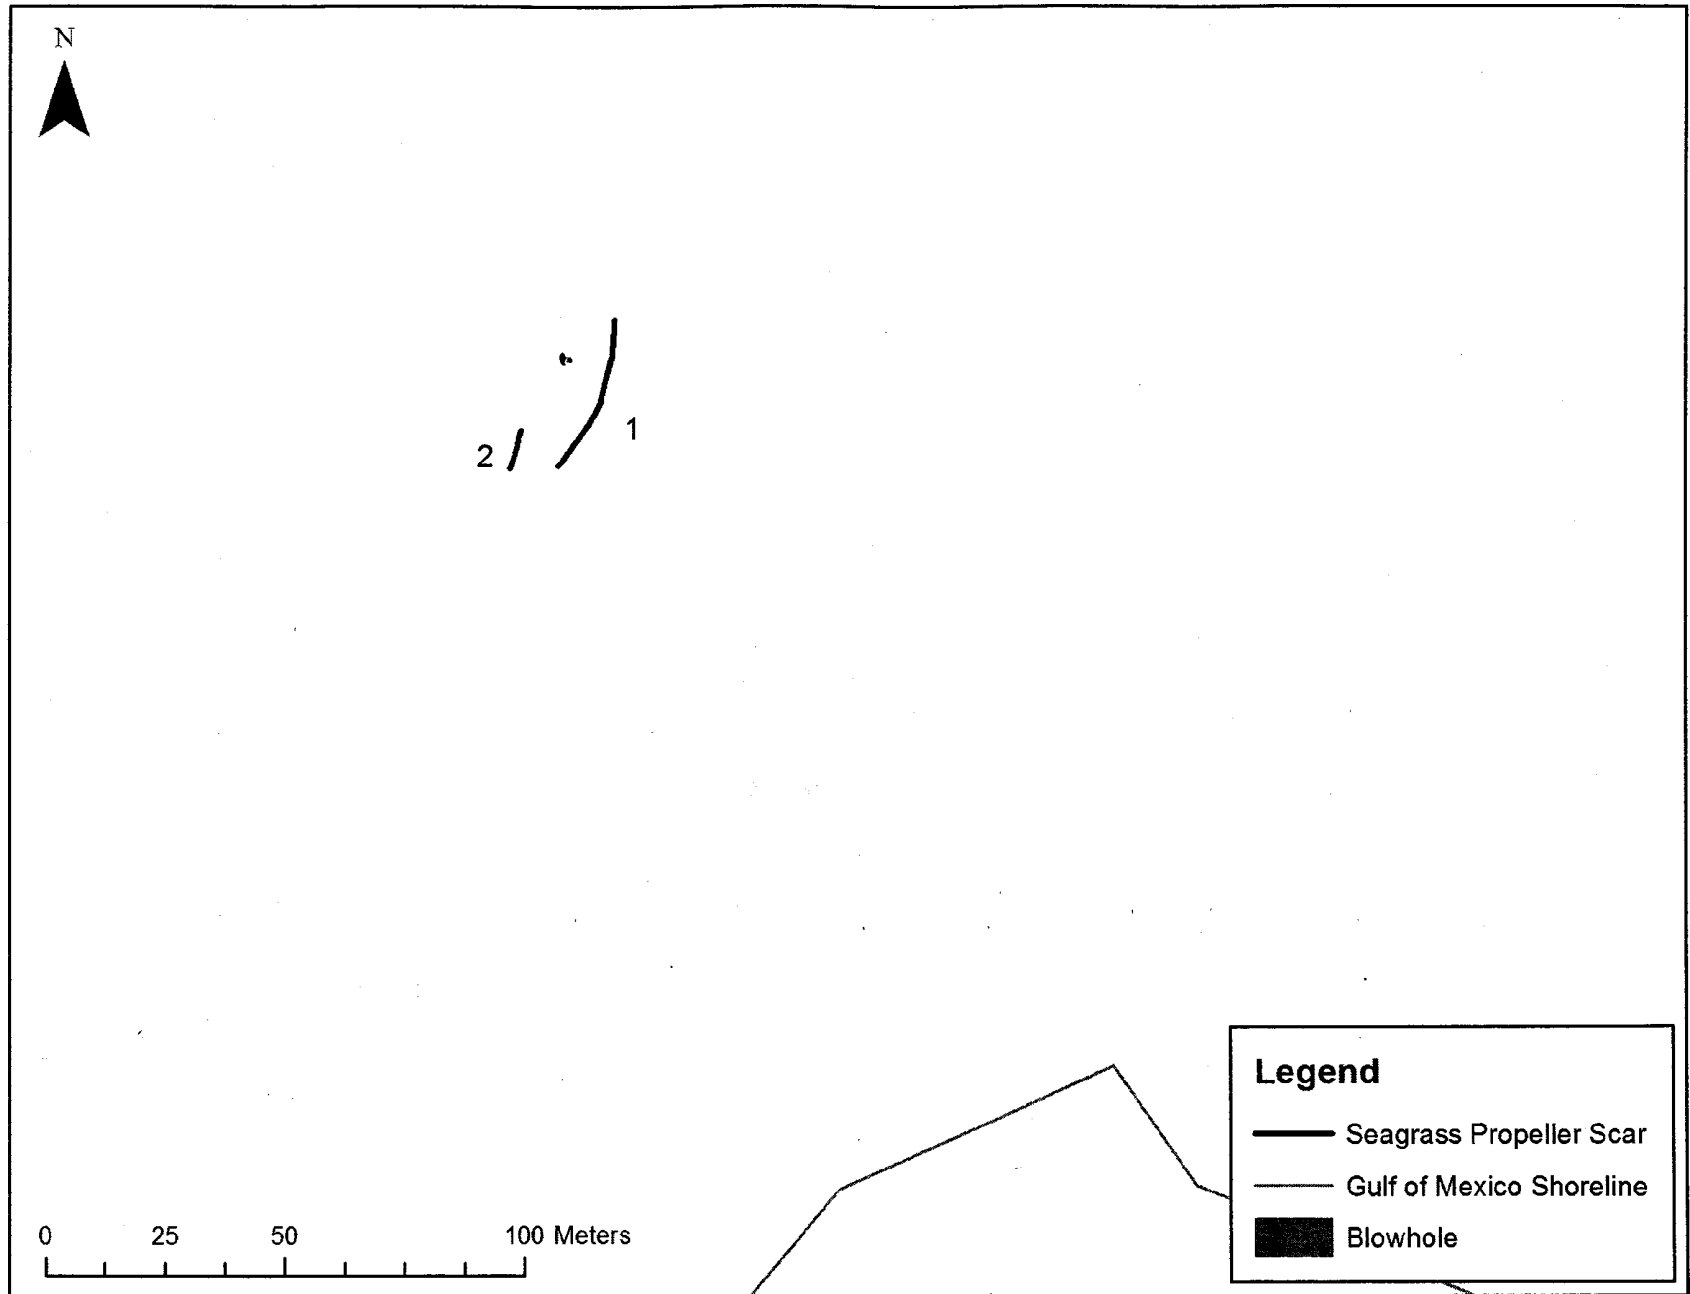 N
1
2
Legend
Seagrass Propeller Scar
Gulf of Mexico Shoreline
Blowhole
0 25 50 100 Meters